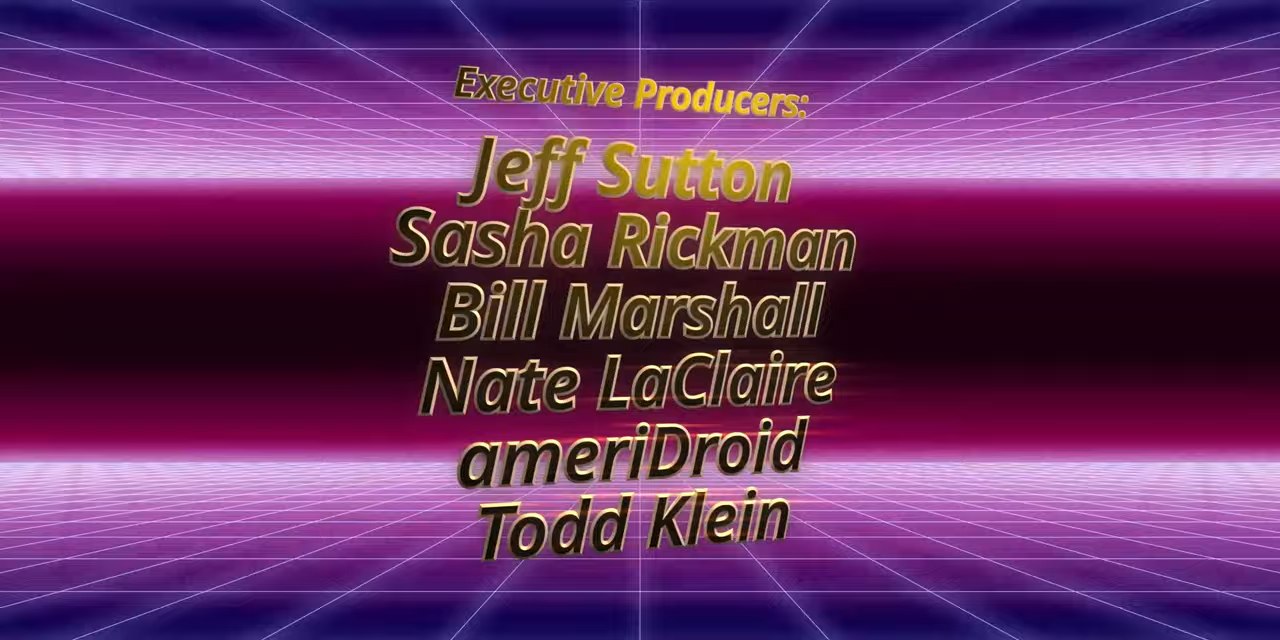 Executive Producers:
Jeff Sutton
Sasha Rickman
Bill Marshall
Nate LaClaire
ameriDroid
Todd Klein